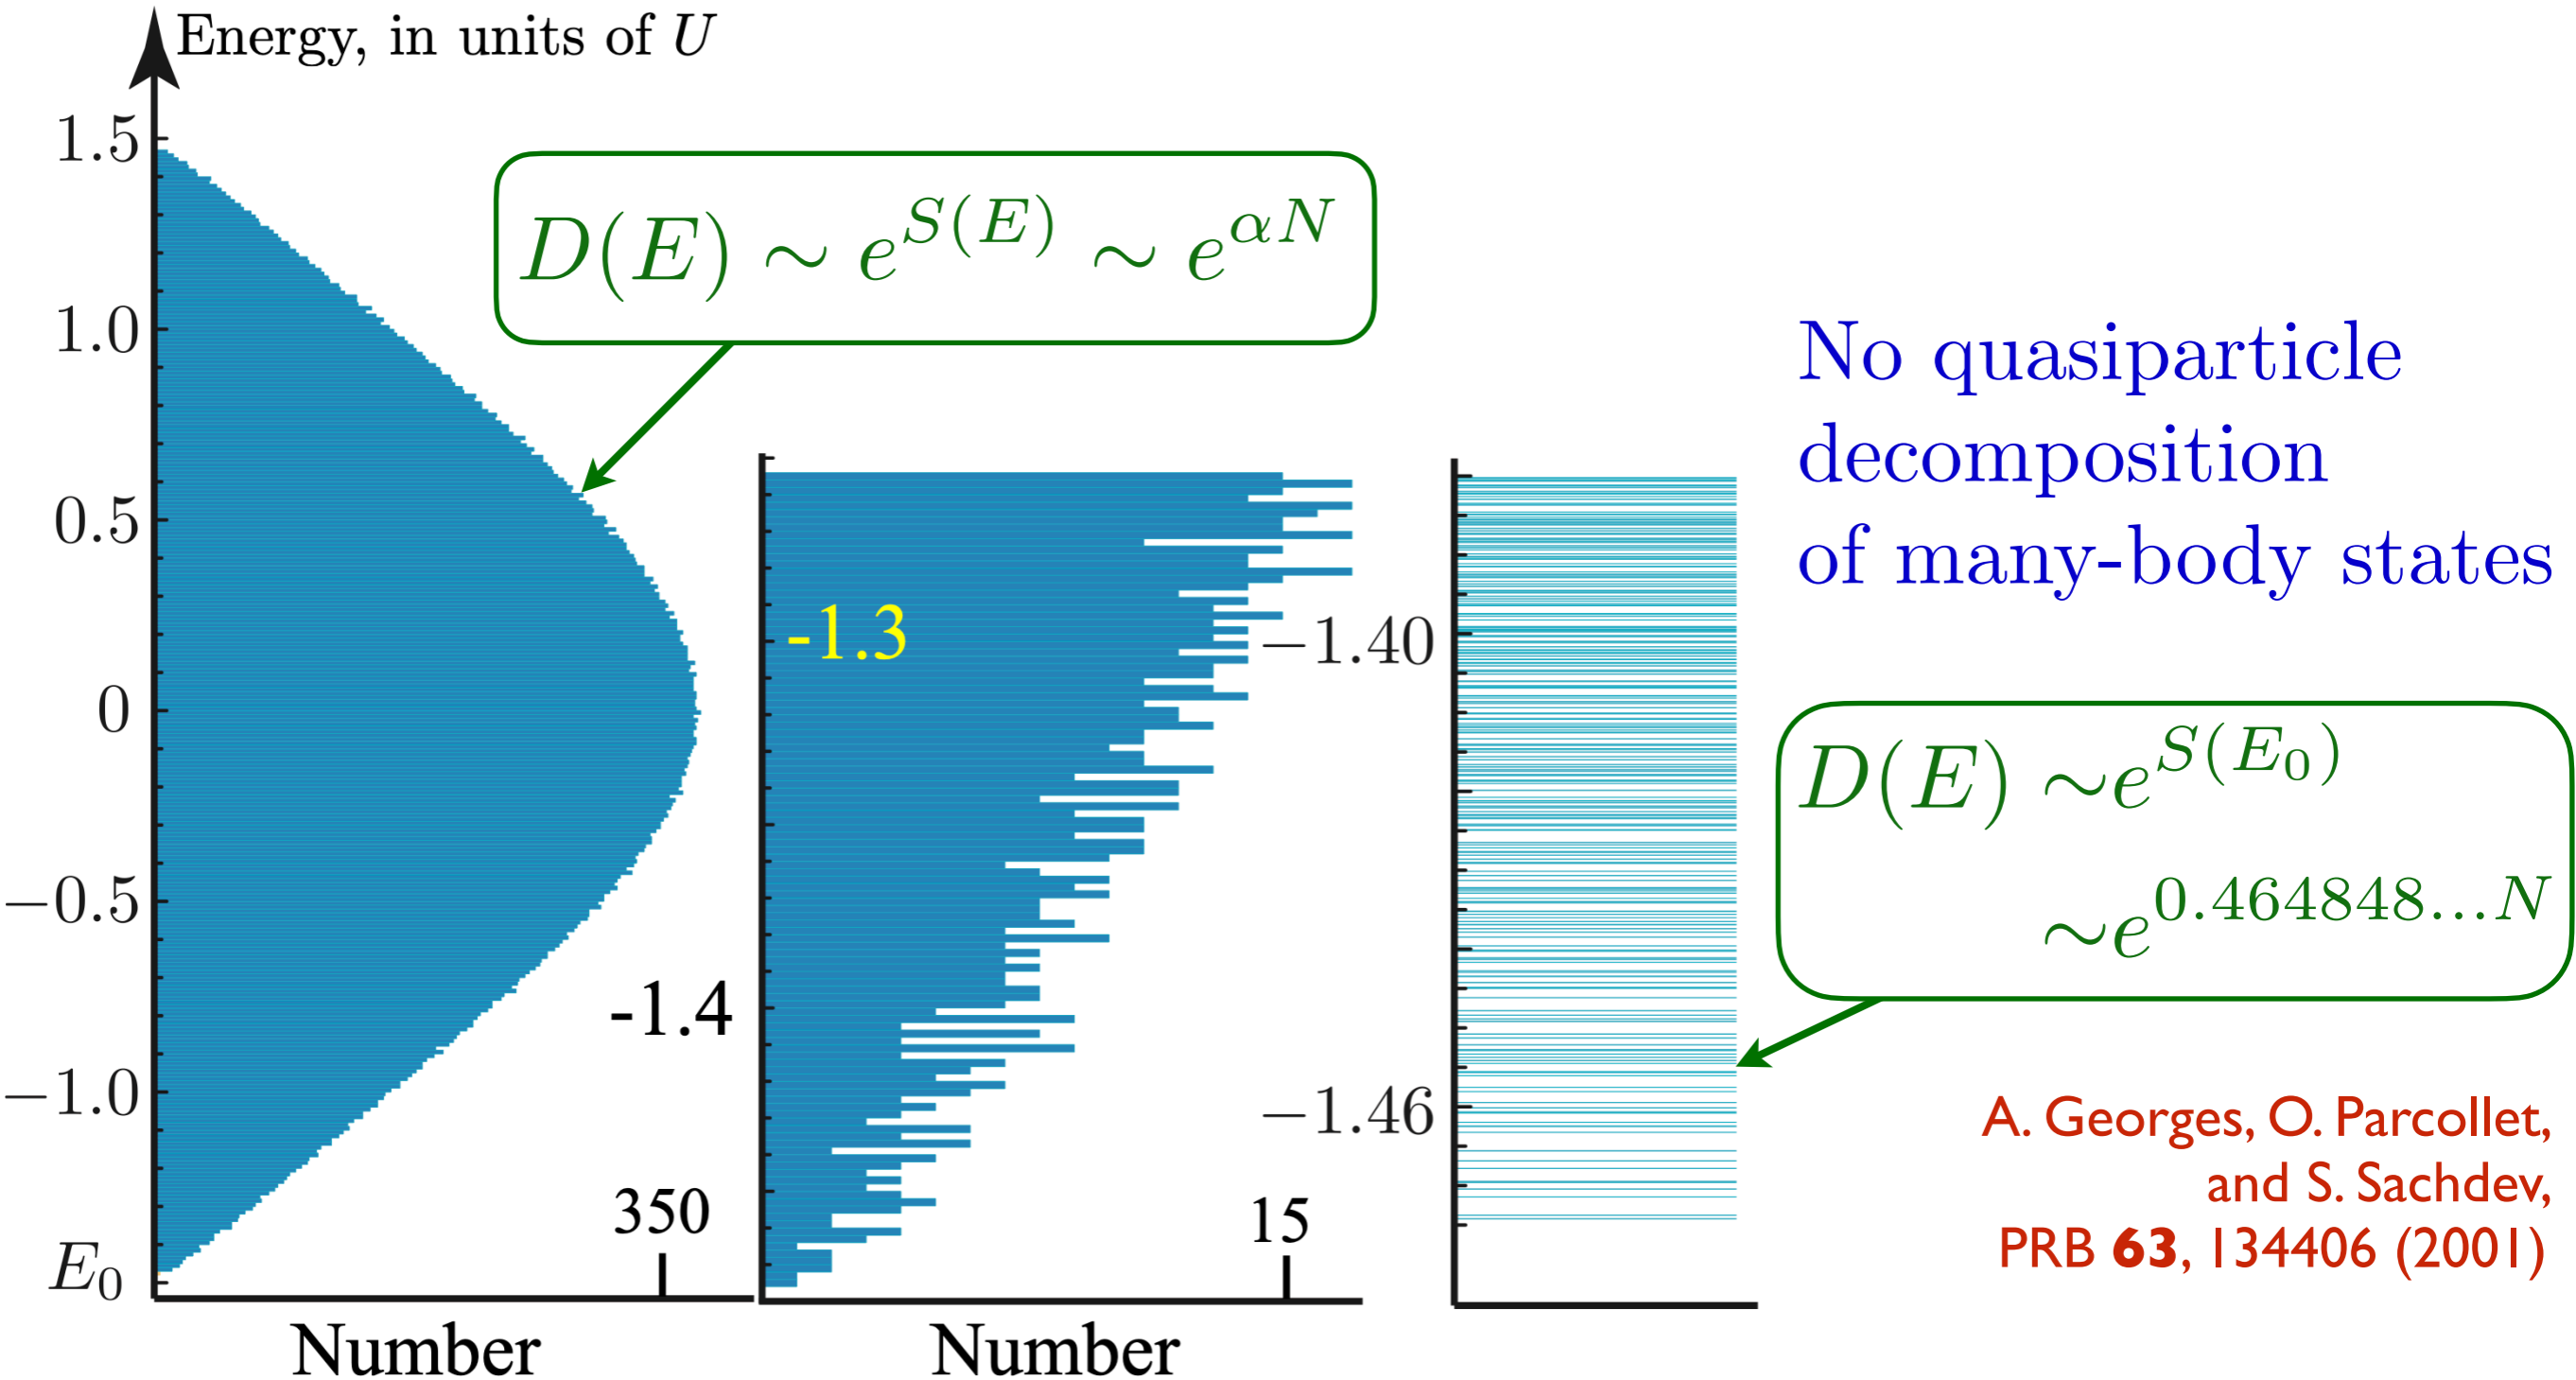 Energy, in units of U
1.5
1.0
0.5
0
−0.5
−1.0
E₀
350
Number
D(E) ∼ e^{S(E)} ∼ e^{αN}
-1.3
-1.4
15
Number
−1.40
−1.46
No quasiparticle
decomposition
of many-body states
D(E) ∼e^{S(E₀)}
∼e^{0.464848...N}
A. Georges, O. Parcollet,
and S. Sachdev,
PRB 63, 134406 (2001)